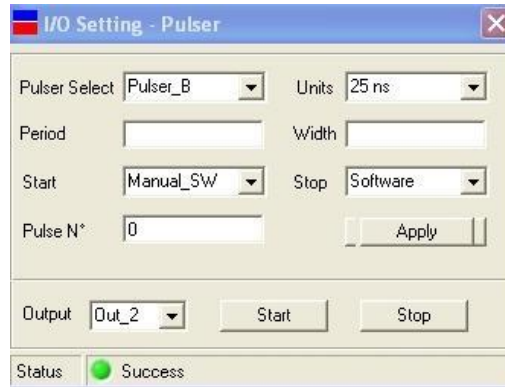 I/O Setting - Pulser
Pulser Select Pulser_B Units 25 ns
Period Width
Start Manual_SW Stop Software
Pulse N° 0 Apply
Output Out_2 Start Stop
Status Success